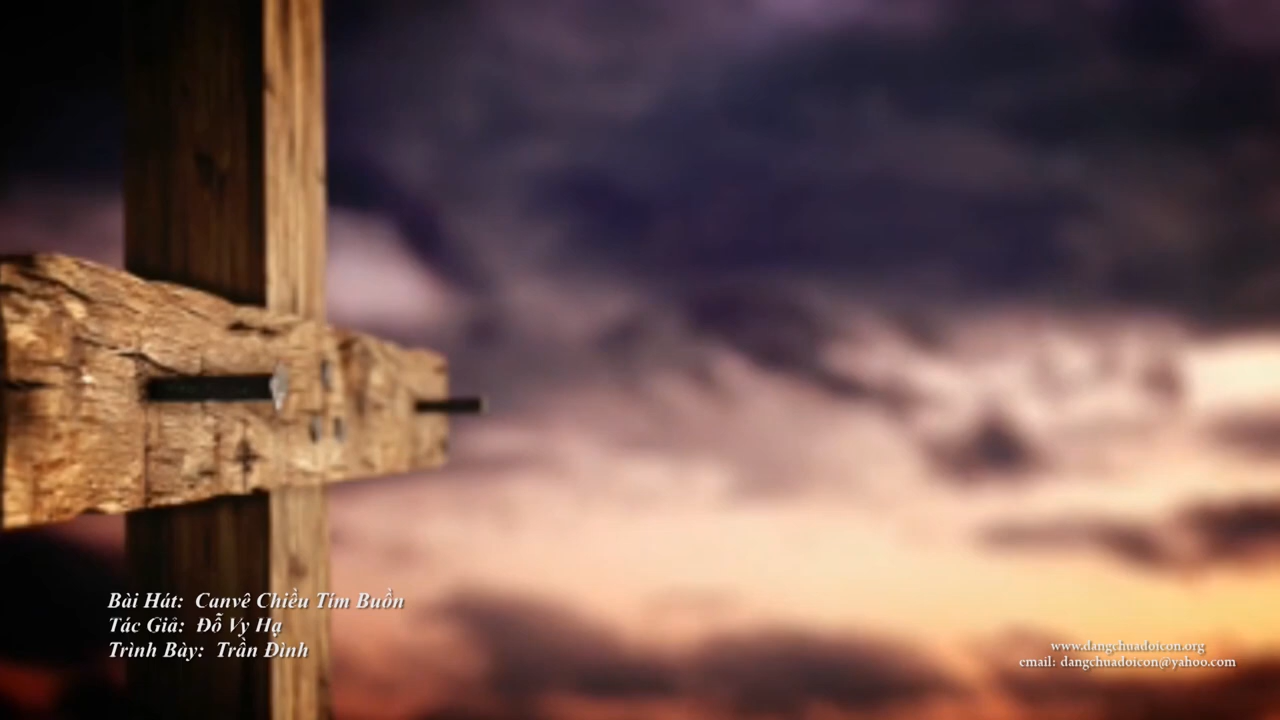 Bài Hát: Canvê Chiều Tím Buồn
Tác Giả: Đỗ Vy Hạ
Trình Bày: Trần Đình
www.dangchuadoicon.org
email: dangchuadoicon@yahoo.com